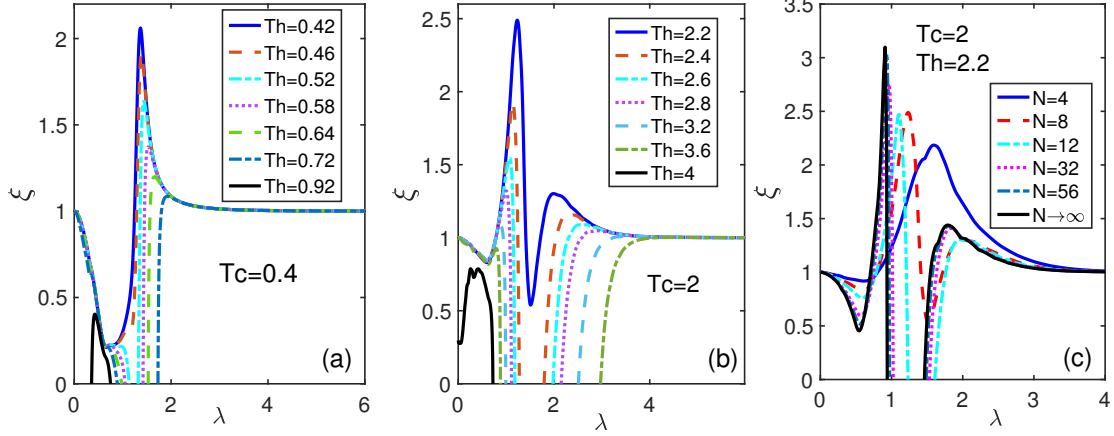 2
1.5
1
0.5
0
ξ
0 2 4 6
λ
Th=0.42
Th=0.46
Th=0.52
Th=0.58
Th=0.64
Th=0.72
Th=0.92
Tc=0.4
(a)
2.5
2
1.5
1
0.5
0
ξ
0 2 4
λ
Th=2.2
Th=2.4
Th=2.6
Th=2.8
Th=3.2
Th=3.6
Th=4
Tc=2
(b)
3.5
3
2.5
2
1.5
1
0.5
0
ξ
0 1 2 3 4
λ
Tc=2
Th=2.2
N=4
N=8
N=12
N=32
N=56
N→∞
(c)